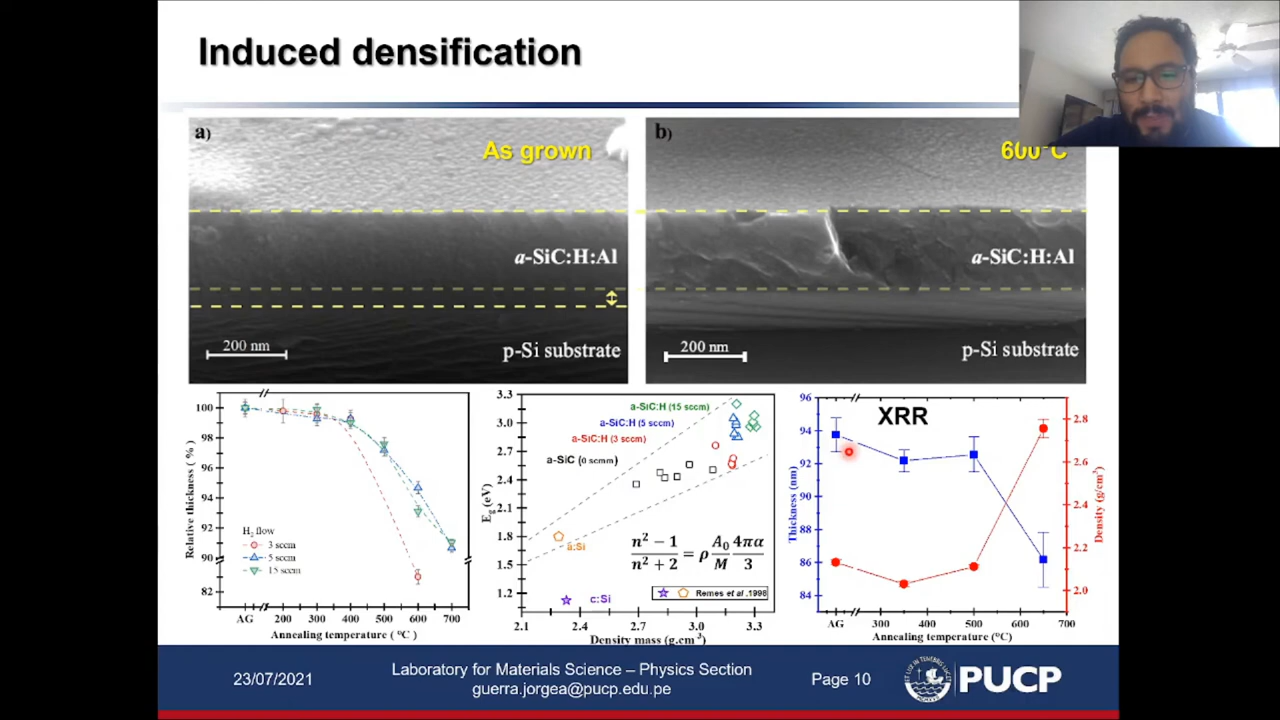 Induced densification
a)
As grown
a-SiC:H:Al
200 nm
p-Si substrate
b)
600°C
a-SiC:H:Al
200 nm
p-Si substrate
100
98
96
94
92
91
90
82
Relative thickness (%)
H2 flow
3 sccm
5 sccm
15 sccm
AG 200 300 400 500 600 700
Annealing temperature (°C)
3.3
3.0
2.7
2.4
2.1
1.8
1.5
1.2
Eg (eV)
a-SiC:H (15 sccm)
a-SiC:H (5 sccm)
a-SiC:H (3 sccm)
a-SiC (0 scmm)
a:Si
n² − 1
n² + 2
= ρ A₀/M 4πα/3
c:Si
Remes et al .1998
2.1 2.4 2.7 3.0 3.3
Density mass (g.cm-3)
XRR
96
94
92
90
88
86
84
Thickness (nm)
2.8
2.6
2.4
2.2
2.0
Density (g/cm3)
AG 300 400 500 600 700
Annealing temperature (°C)
23/07/2021
Laboratory for Materials Science – Physics Section
guerra.jorgea@pucp.edu.pe
Page 10
PUCP